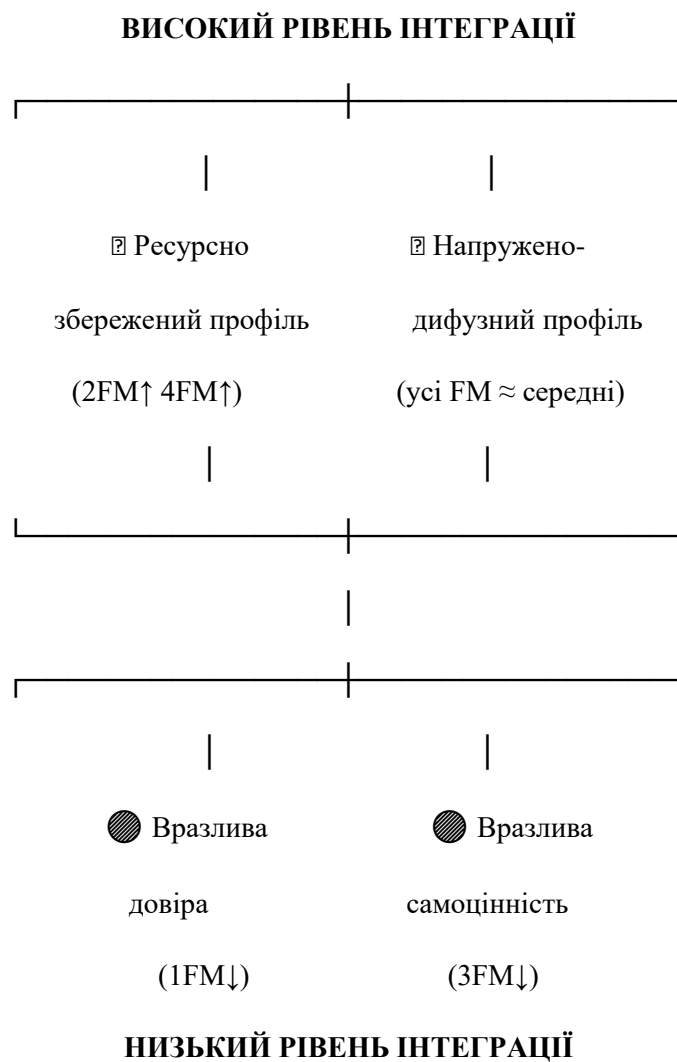 ВИСОКИЙ РІВЕНЬ ІНТЕГРАЦІЇ
Ресурсно Напружено-
збережений профіль дифузний профіль
(2FM↑ 4FM↑) (усі FM ≈ середні)
Вразлива Вразлива
довіра самоцінність
(1FM↓) (3FM↓)
НИЗЬКИЙ РІВЕНЬ ІНТЕГРАЦІЇ